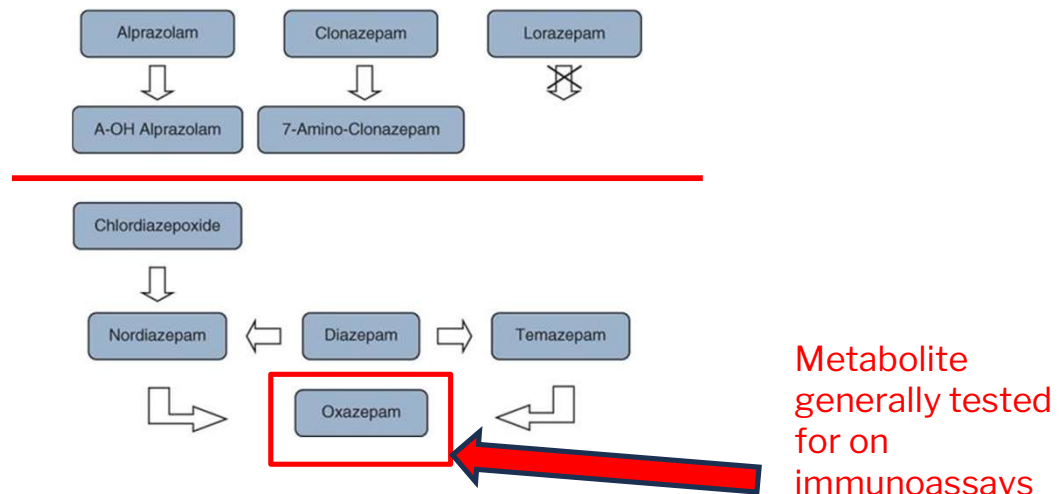 Alprazolam
Clonazepam
Lorazepam
A-OH Alprazolam
7-Amino-Clonazepam
Chlordiazepoxide
Nordiazepam
Diazepam
Temazepam
Oxazepam
Metabolite
generally tested
for on
immunoassays